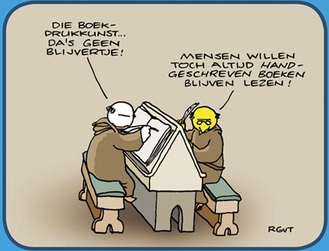 DIE BOEK-
DRUKKUNST...
DA'S GEEN
BLIJVERTJE!
MENSEN WILLEN
TOCH ALTIJD HAND-
GESCHREVEN BOEKEN
BLIJVEN LEZEN!
RGVT